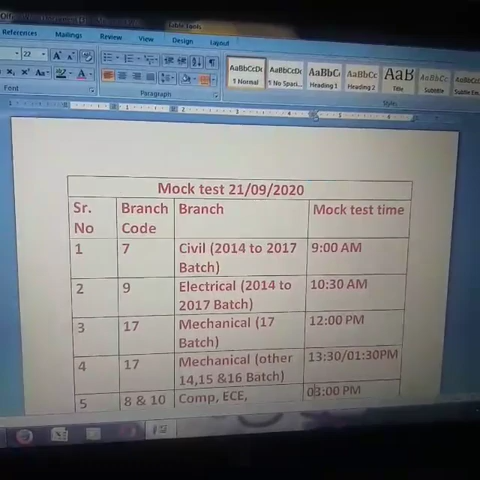 Table Tools
References Mailings Review View Design Layout
22
Font
Paragraph
AaBbCcDc AaBbCcDc AaBbC AaBbCc AaB AaBbCc
1 Normal 1 No Spaci... Heading 1 Heading 2 Title Subtitle Subtle Em...
Mock test 21/09/2020
Sr. No Branch Code Branch Mock test time
1 7 Civil (2014 to 2017 Batch) 9:00 AM
2 9 Electrical (2014 to 2017 Batch) 10:30 AM
3 17 Mechanical (17 Batch) 12:00 PM
4 17 Mechanical (other 14,15 &16 Batch) 13:30/01:30PM
5 8 & 10 Comp, ECE, 03:00 PM